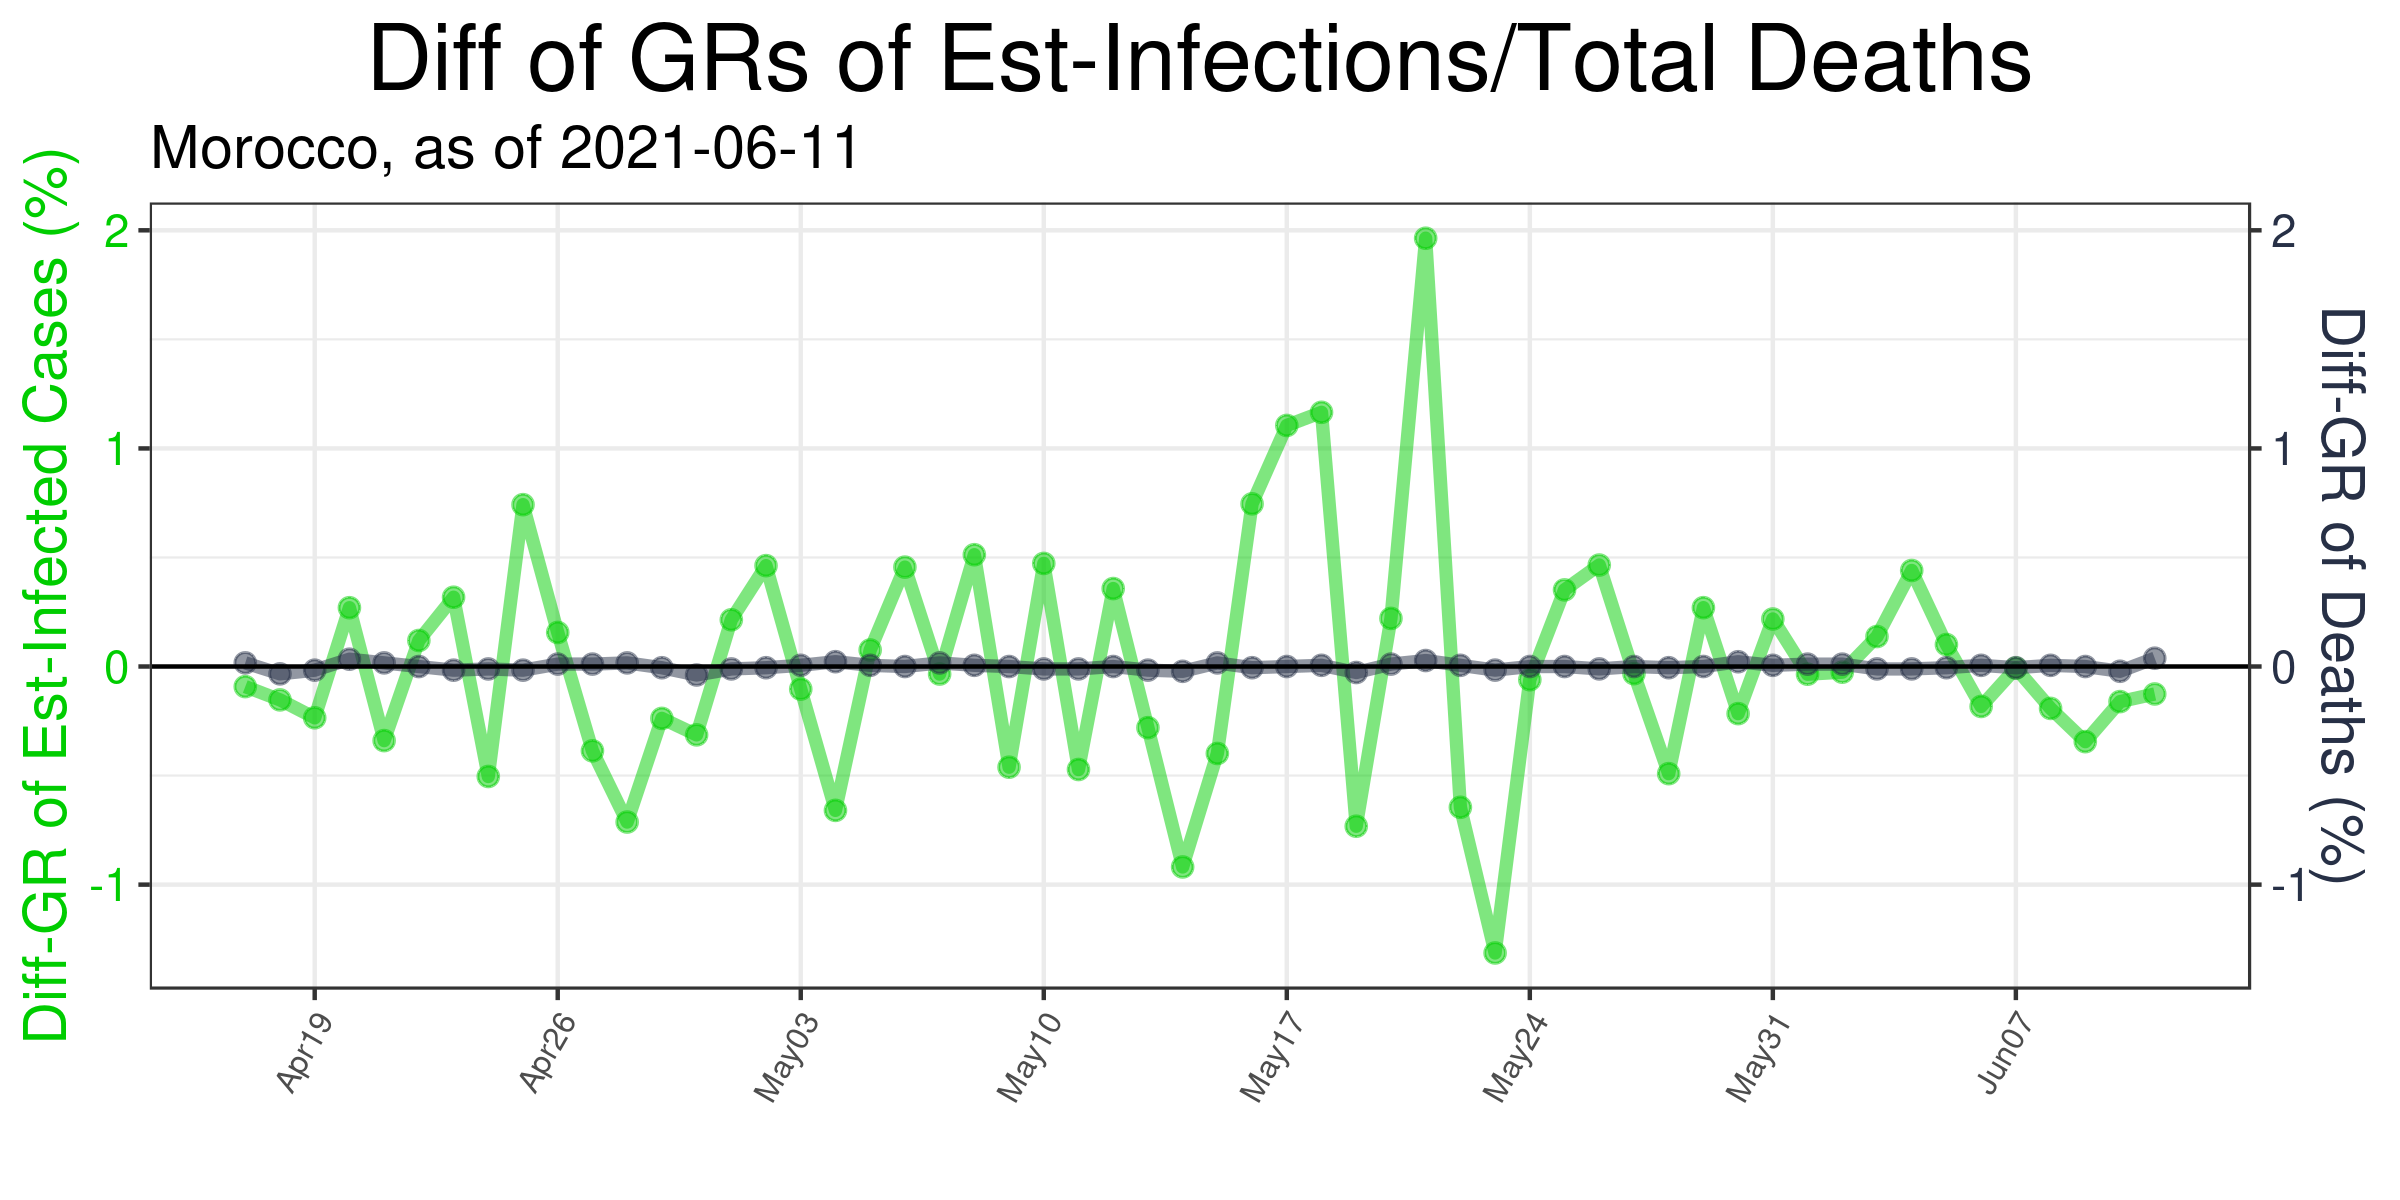 Diff of GRs of Est-Infections/Total Deaths
Morocco, as of 2021-06-11
Diff-GR of Est-Infected Cases (%)
2
1
0
-1
2
1
0
-1
Diff-GR of Deaths (%)
Apr19
Apr26
May03
May10
May17
May24
May31
Jun07